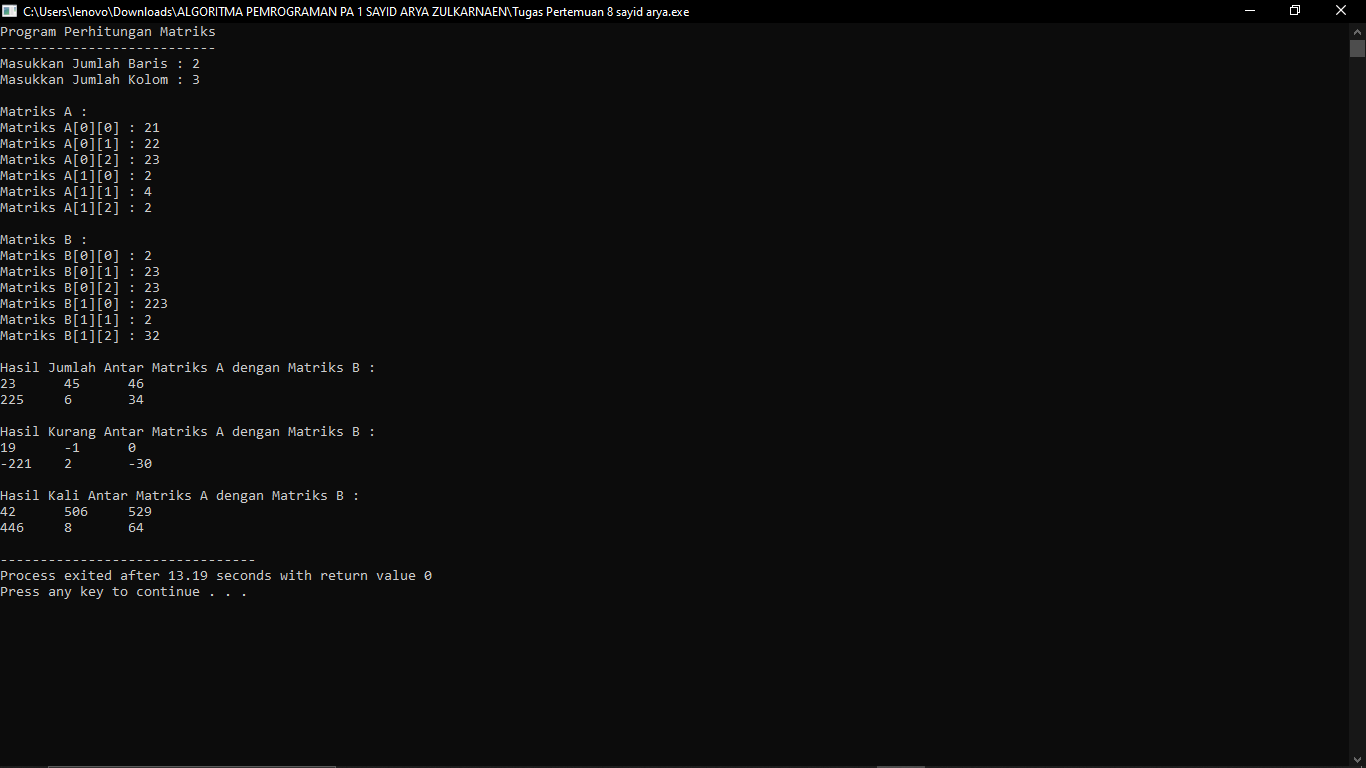 C:\Users\lenovo\Downloads\ALGORITMA PEMROGRAMAN PA 1 SAYID ARYA ZULKARNAEN\Tugas Pertemuan 8 sayid arya.exe
Program Perhitungan Matriks
---------------------------
Masukkan Jumlah Baris : 2
Masukkan Jumlah Kolom : 3

Matriks A :
Matriks A[0][0] : 21
Matriks A[0][1] : 22
Matriks A[0][2] : 23
Matriks A[1][0] : 2
Matriks A[1][1] : 4
Matriks A[1][2] : 2

Matriks B :
Matriks B[0][0] : 2
Matriks B[0][1] : 23
Matriks B[0][2] : 23
Matriks B[1][0] : 223
Matriks B[1][1] : 2
Matriks B[1][2] : 32

Hasil Jumlah Antar Matriks A dengan Matriks B :
23      45      46
225     6       34

Hasil Kurang Antar Matriks A dengan Matriks B :
19      -1      0
-221    2       -30

Hasil Kali Antar Matriks A dengan Matriks B :
42      506     529
446     8       64

--------------------------------
Process exited after 13.19 seconds with return value 0
Press any key to continue . . .